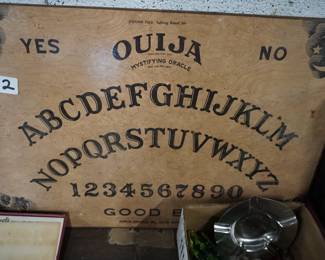 YES
OUIJA
NO
MYSTIFYING ORACLE
2
ABCDEFGHIJKLM
NOPQRSTUVWXYZ
1234567890
GOOD B